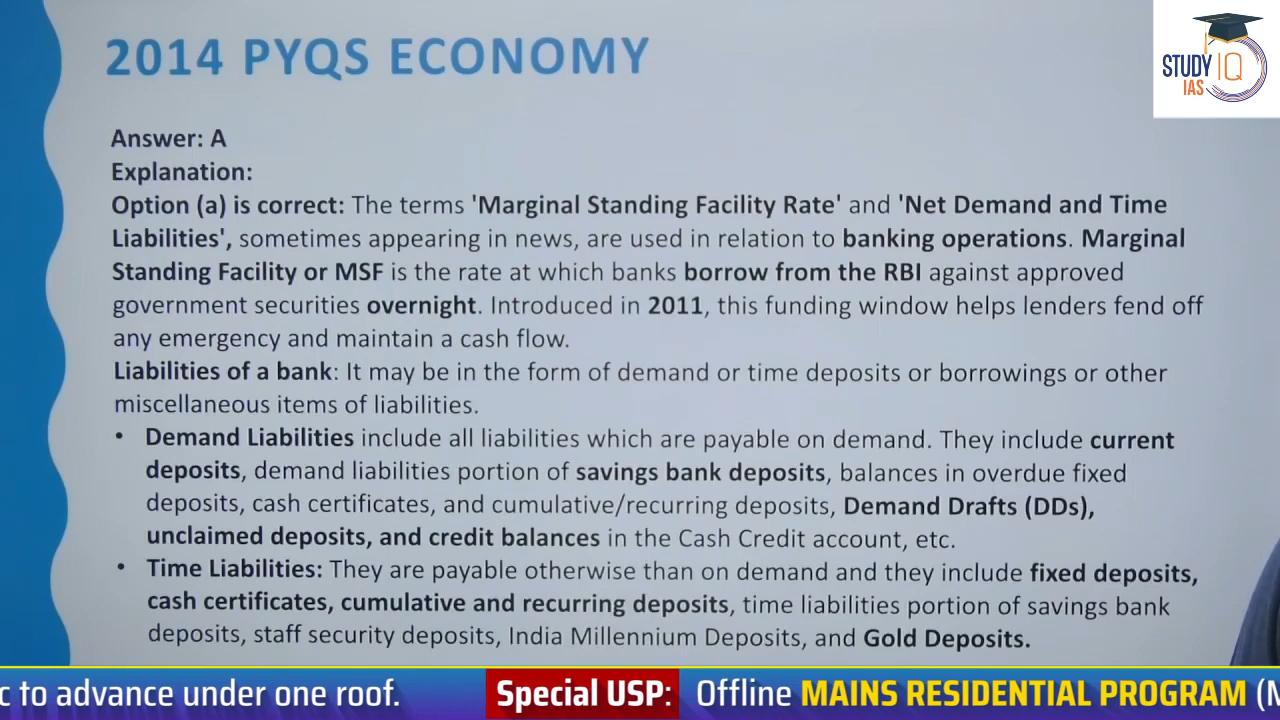 2014 PYQS ECONOMY
STUDY IQ
IAS
Answer: A
Explanation:
Option (a) is correct: The terms 'Marginal Standing Facility Rate' and 'Net Demand and Time
Liabilities', sometimes appearing in news, are used in relation to banking operations. Marginal
Standing Facility or MSF is the rate at which banks borrow from the RBI against approved
government securities overnight. Introduced in 2011, this funding window helps lenders fend off
any emergency and maintain a cash flow.
Liabilities of a bank: It may be in the form of demand or time deposits or borrowings or other
miscellaneous items of liabilities.
• Demand Liabilities include all liabilities which are payable on demand. They include current
deposits, demand liabilities portion of savings bank deposits, balances in overdue fixed
deposits, cash certificates, and cumulative/recurring deposits, Demand Drafts (DDs),
unclaimed deposits, and credit balances in the Cash Credit account, etc.
• Time Liabilities: They are payable otherwise than on demand and they include fixed deposits,
cash certificates, cumulative and recurring deposits, time liabilities portion of savings bank
deposits, staff security deposits, India Millennium Deposits, and Gold Deposits.
c to advance under one roof. Special USP: Offline MAINS RESIDENTIAL PROGRAM (M